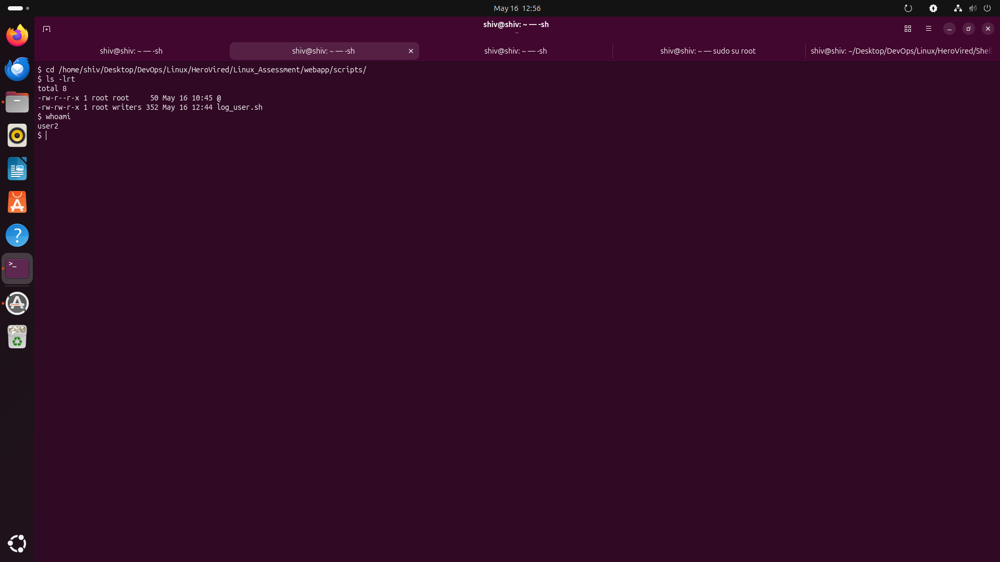 May 16 12:56
shiv@shiv: ~ — -sh
~
shiv@shiv: ~ — -sh
shiv@shiv: ~ — -sh
shiv@shiv: ~ — -sh
shiv@shiv: ~ — sudo su root
shiv@shiv: ~/Desktop/DevOps/Linux/HeroVired/Shel
$ cd /home/shiv/Desktop/DevOps/Linux/HeroVired/Linux_Assessment/webapp/scripts/
$ ls -lrt
total 8
-rw-r--r-x 1 root root     50 May 16 10:45 @
-rw-rw-r-x 1 root writers 352 May 16 12:44 log_user.sh
$ whoami
user2
$